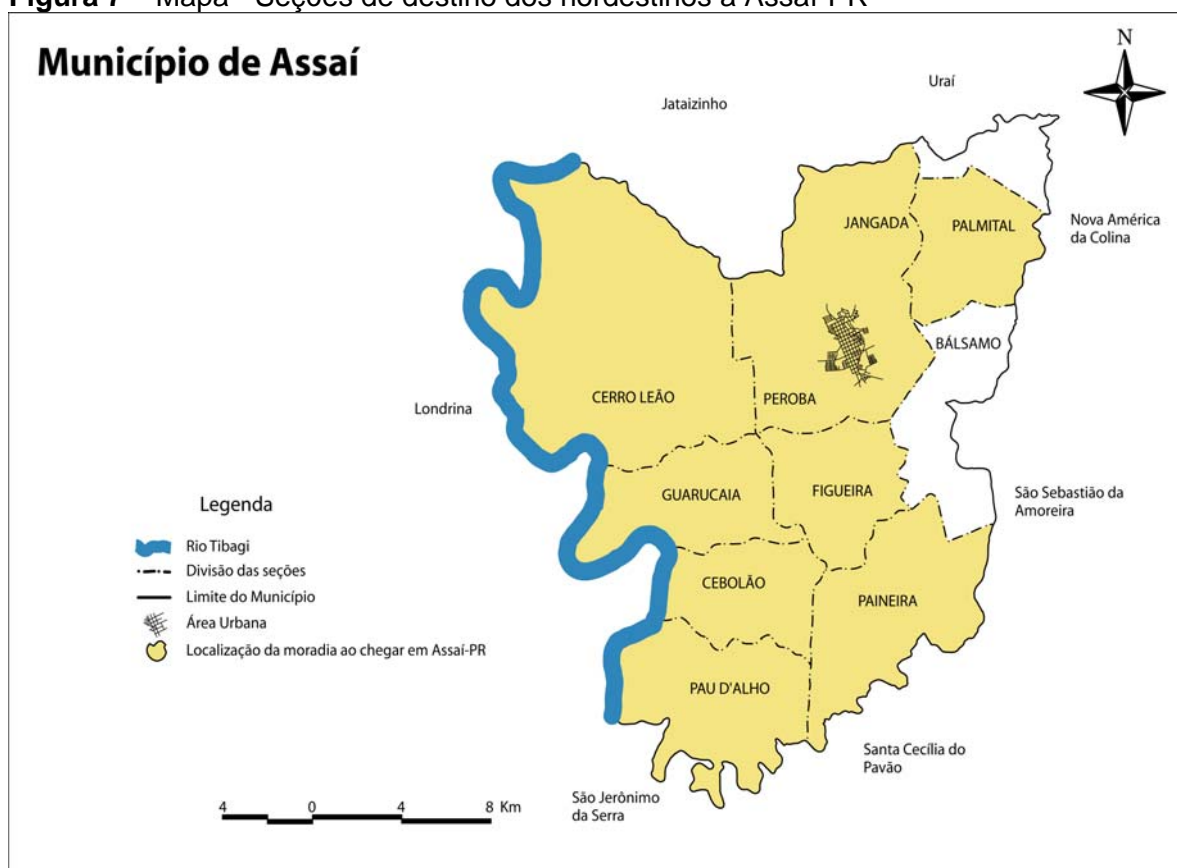 Figura 7 – Mapa - Seções de destino dos nordestinos a Assaí-PR
Município de Assaí
N
Uraí
Jataizinho
JANGADA
PALMITAL
Nova América
da Colina
BÁLSAMO
CERRO LEÃO
PEROBA
Londrina
GUARUCAIA
FIGUEIRA
São Sebastião da
Amoreira
Legenda
Rio Tibagi
Divisão das seções
Limite do Município
Área Urbana
Localização da moradia ao chegar em Assaí-PR
CEBOLÃO
PAINEIRA
PAU D'ALHO
Santa Cecília do
Pavão
São Jerônimo
da Serra
4 0 4 8 Km